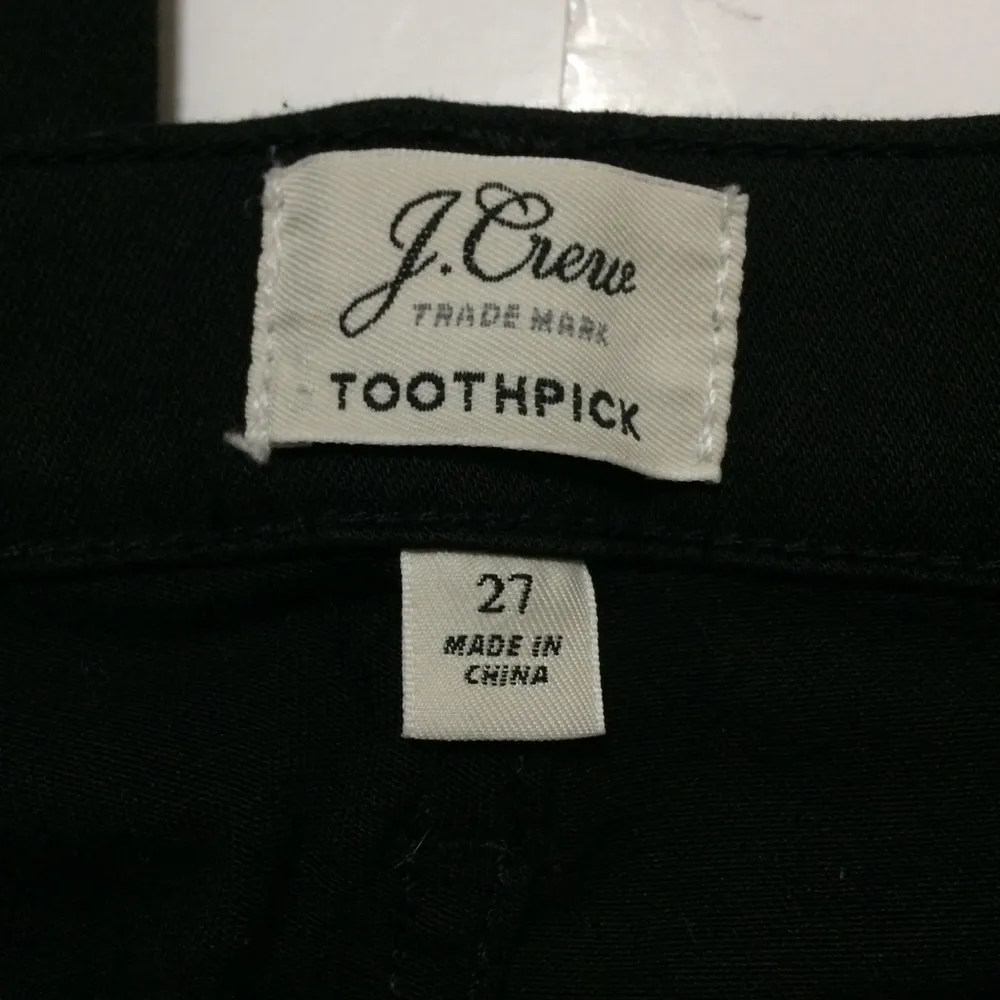 J.Crew
TRADE MARK
TOOTHPICK
27
MADE IN
CHINA